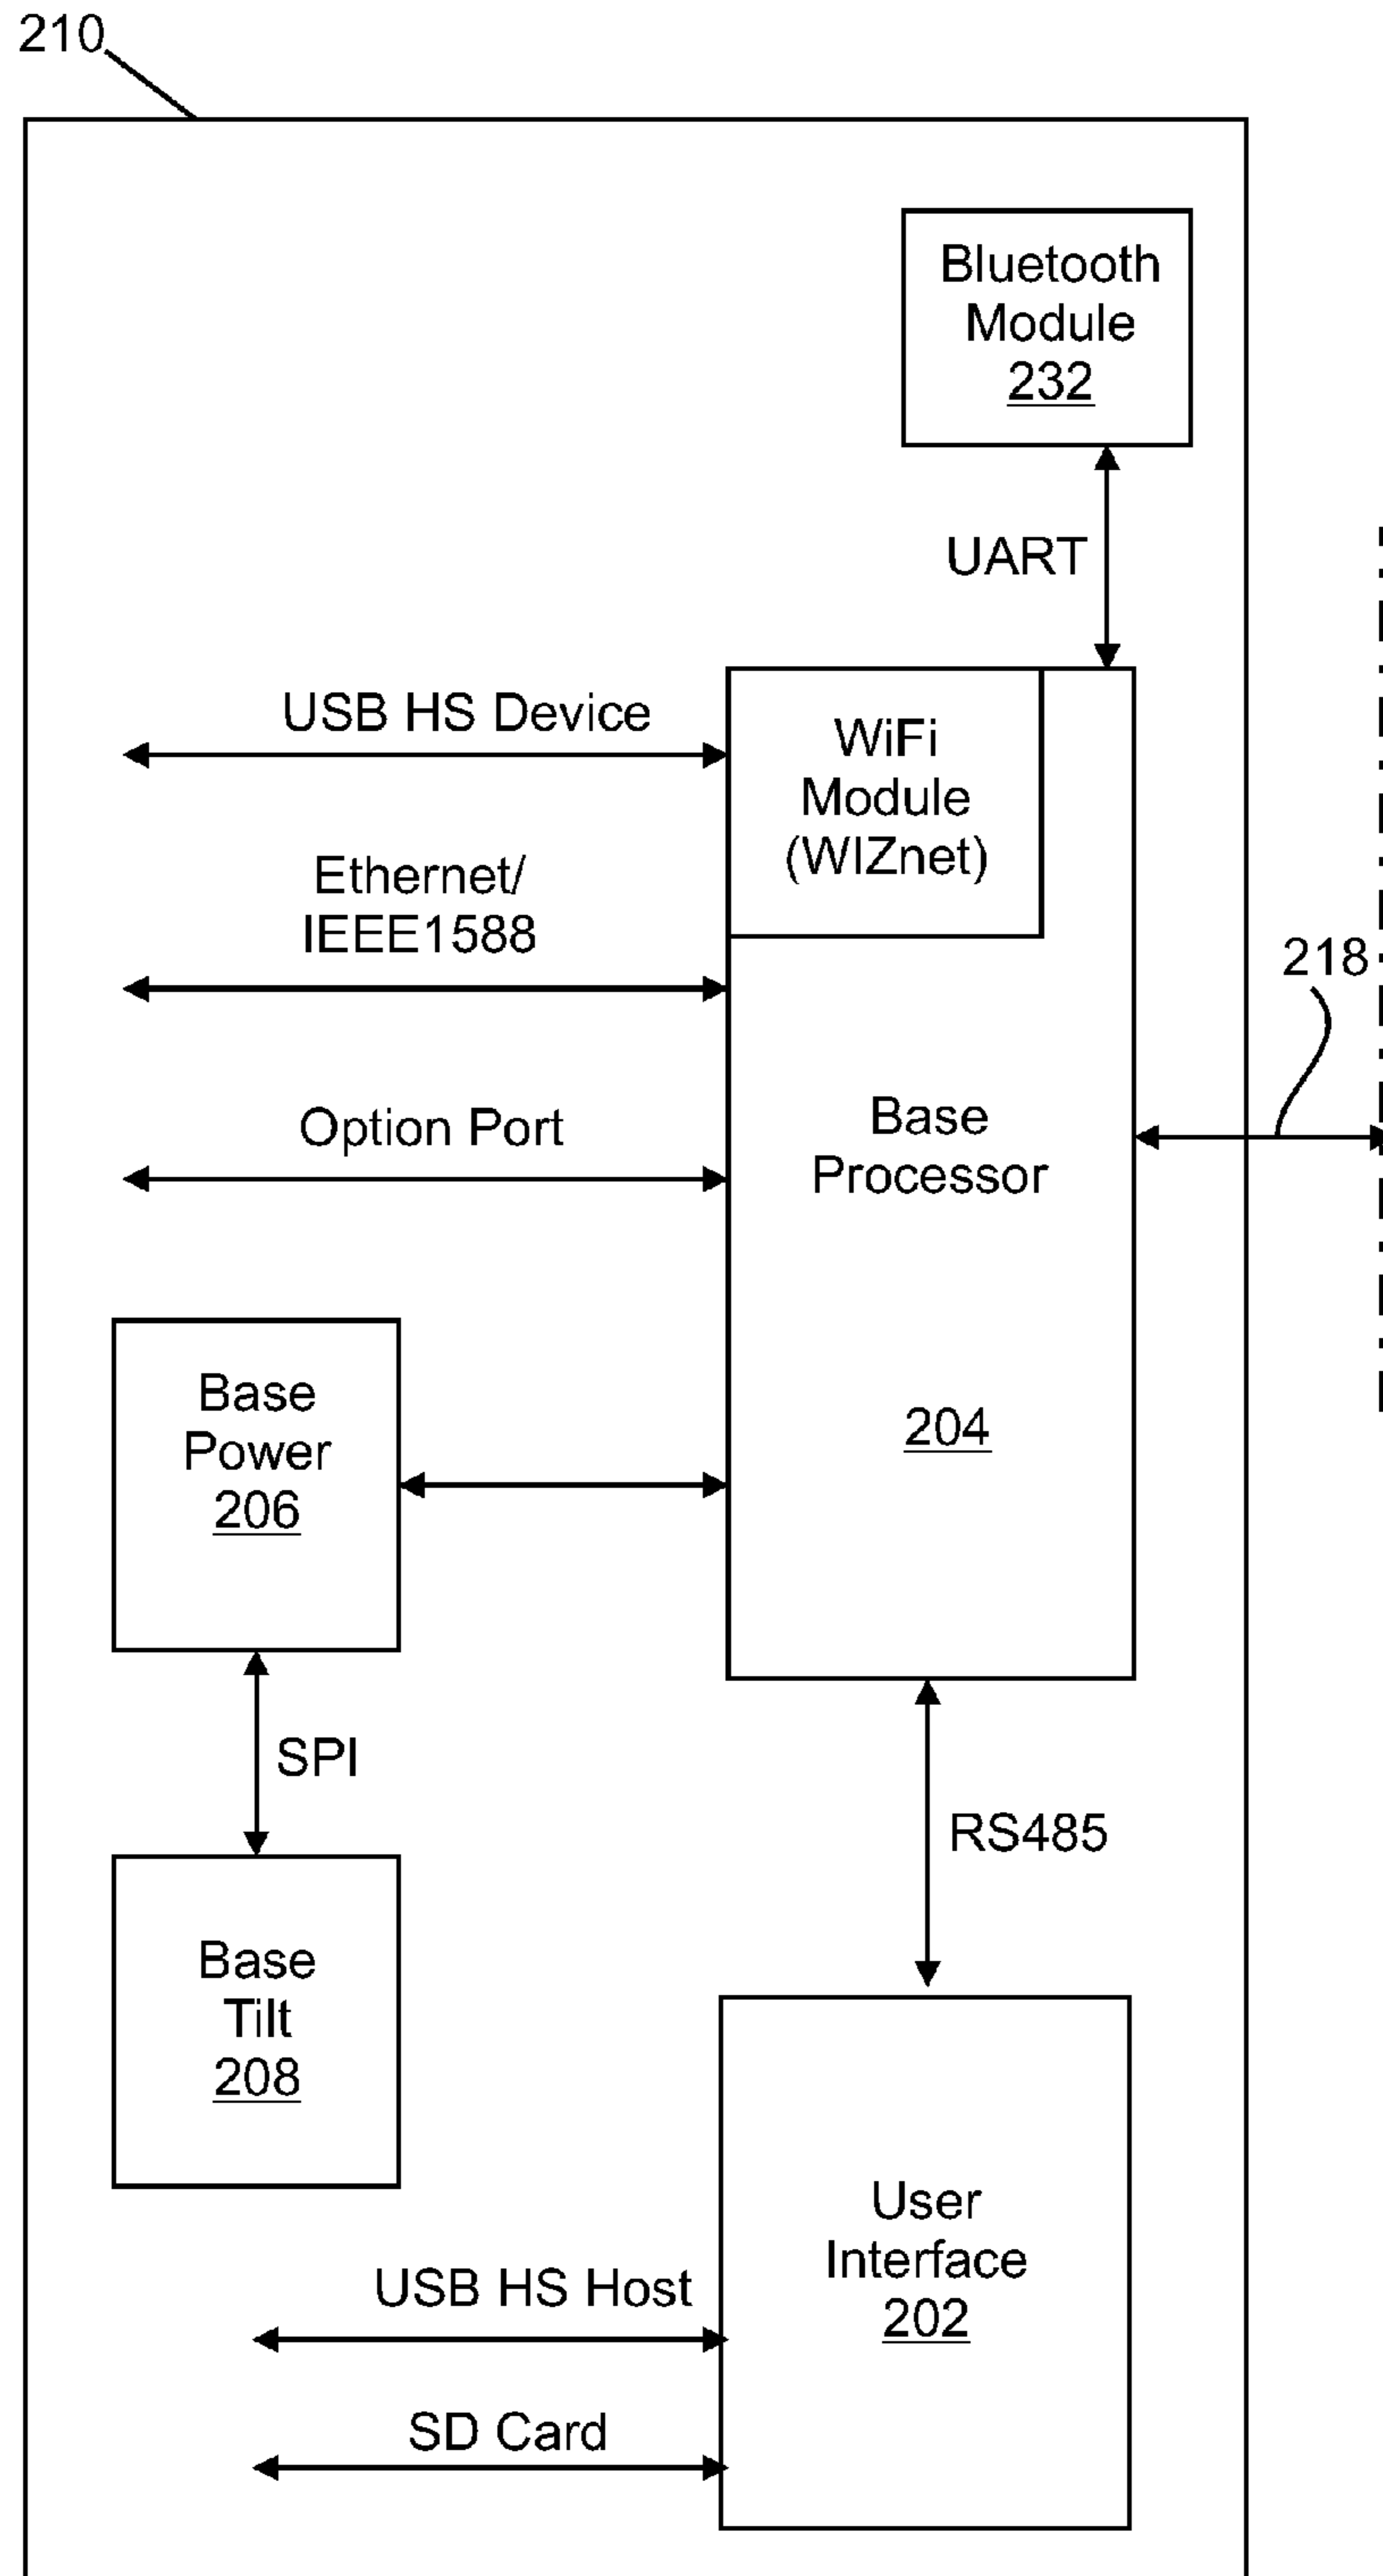 210
Bluetooth
Module
232
UART
USB HS Device
WiFi
Module
(WIZnet)
Ethernet/
IEEE1588
218
Option Port
Base
Processor
204
Base
Power
206
SPI
RS485
Base
Tilt
208
User
Interface
202
USB HS Host
SD Card